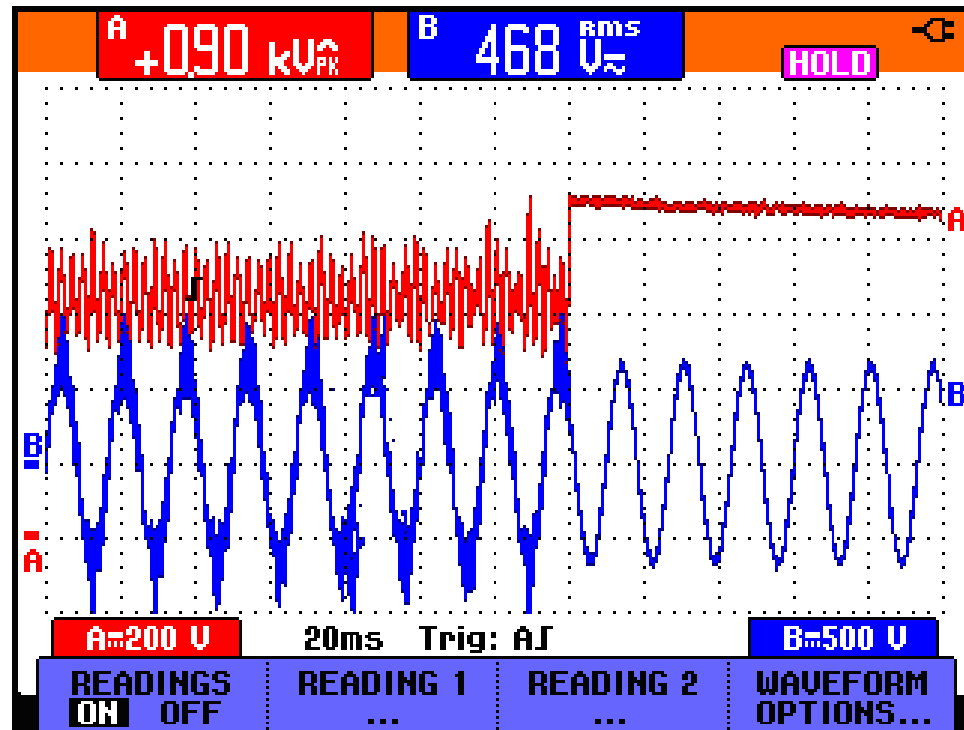 A +0.90 kV PK
B 468 rms V
HOLD
A
B
B
A
A=200 V 20ms Trig: A B=500 V
READINGS READING 1 READING 2 WAVEFORM
ON OFF ... ... OPTIONS...